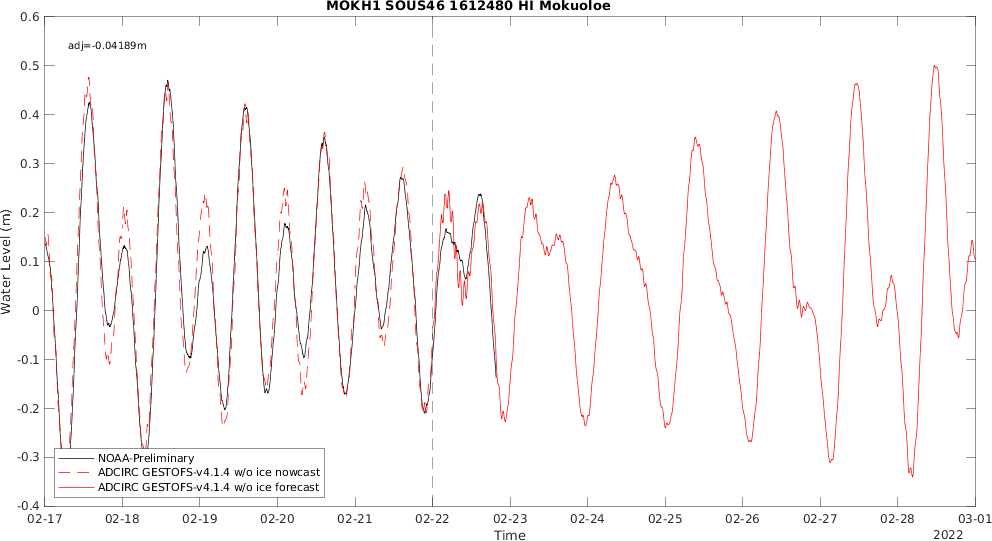 MOKH1 SOUS46 1612480 HI Mokuoloe
adj=-0.04189m
Water Level (m)
0.6
0.5
0.4
0.3
0.2
0.1
0
-0.1
-0.2
-0.3
-0.4
NOAA-Preliminary
ADCIRC GESTOFS-v4.1.4 w/o ice nowcast
ADCIRC GESTOFS-v4.1.4 w/o ice forecast
02-17 02-18 02-19 02-20 02-21 02-22 02-23 02-24 02-25 02-26 02-27 02-28 03-01
Time
2022